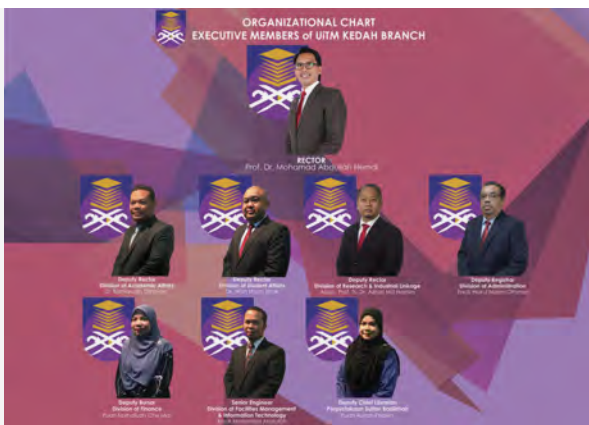 ORGANIZATIONAL CHART
EXECUTIVE MEMBERS of UiTM KEDAH BRANCH
RECTOR
Prof. Dr. Mohamad Abdullah Hemdi
Deputy Rector
Division of Academic Affairs
Deputy Rector
Division of Student Affairs
Deputy Rector
Division of Research & Industrial Linkage
Deputy Registrar
Division of Administration
Deputy Bursar
Division of Finance
Senior Engineer
Division of Facilities Management
& Information Technology
Deputy Chief Librarian
Perpustakaan Sultan Badlishah